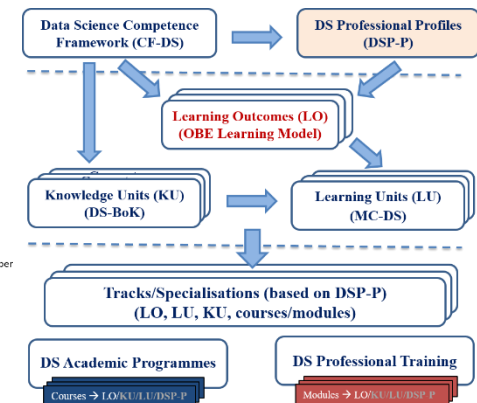 Data Science Competence
Framework (CF-DS)
DS Professional Profiles
(DSP-P)
Learning Outcomes (LO)
(OBE Learning Model)
Knowledge Units (KU)
(DS-BoK)
Learning Units (LU)
(MC-DS)
per
Tracks/Specialisations (based on DSP-P)
(LO, LU, KU, courses/modules)
DS Academic Programmes
DS Professional Training
Courses → LO/KU/LU/DSP-P
Modules → LO/KU/LU/DSP-P